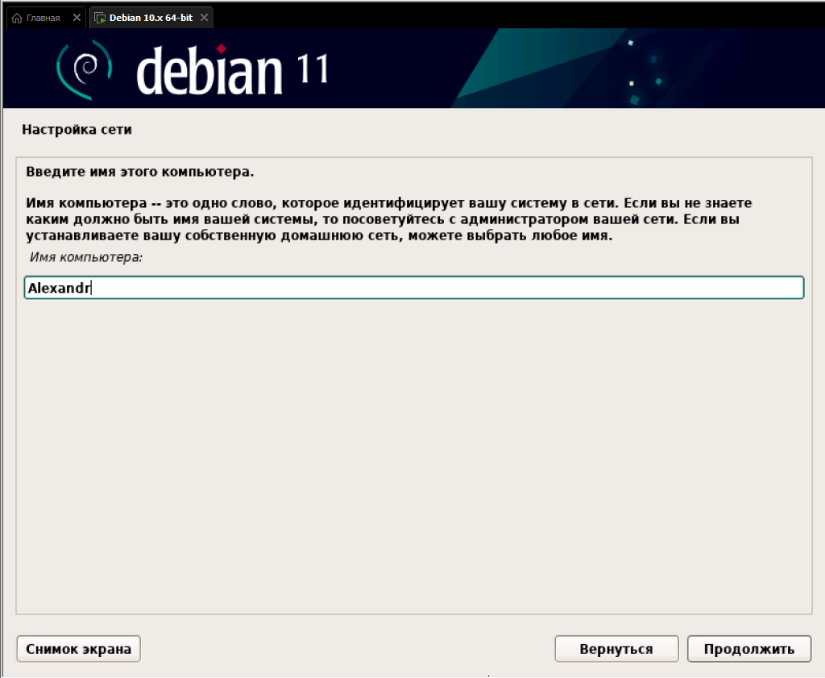 Главная
Debian 10.x 64-bit
debian 11
Настройка сети
Введите имя этого компьютера.
Имя компьютера -- это одно слово, которое идентифицирует вашу систему в сети. Если вы не знаете
каким должно быть имя вашей системы, то посоветуйтесь с администратором вашей сети. Если вы
устанавливаете вашу собственную домашнюю сеть, можете выбрать любое имя.
Имя компьютера:
Alexandr
Снимок экрана
Вернуться
Продолжить